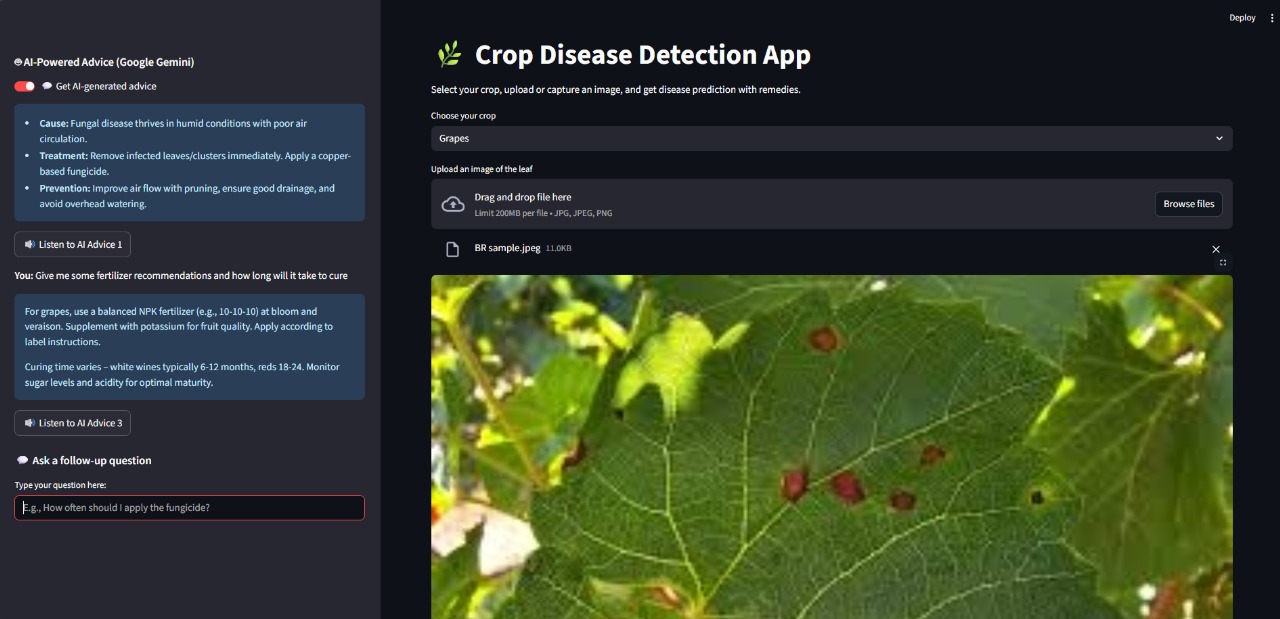 Deploy
AI-Powered Advice (Google Gemini)
Get AI-generated advice
Cause: Fungal disease thrives in humid conditions with poor air
circulation.
Treatment: Remove infected leaves/clusters immediately. Apply a copper-
based fungicide.
Prevention: Improve air flow with pruning, ensure good drainage, and
avoid overhead watering.
Listen to AI Advice 1
You: Give me some fertilizer recommendations and how long will it take to cure
For grapes, use a balanced NPK fertilizer (e.g., 10-10-10) at bloom and
veraison. Supplement with potassium for fruit quality. Apply according to
label instructions.
Curing time varies – white wines typically 6-12 months, reds 18-24. Monitor
sugar levels and acidity for optimal maturity.
Listen to AI Advice 3
Ask a follow-up question
Type your question here:
E.g., How often should I apply the fungicide?
Crop Disease Detection App
Select your crop, upload or capture an image, and get disease prediction with remedies.
Choose your crop
Grapes
Upload an image of the leaf
Drag and drop file here
Limit 200MB per file • JPG, JPEG, PNG
Browse files
BR sample.jpeg 11.0KB